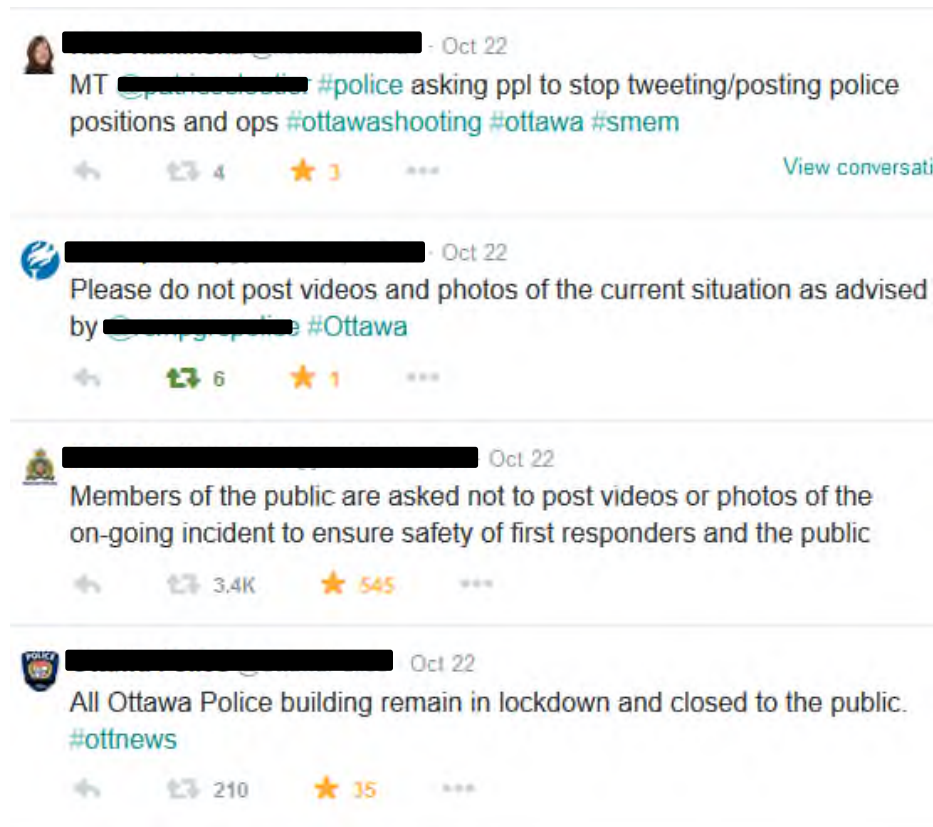 · Oct 22
MT #police asking ppl to stop tweeting/posting police
positions and ops #ottawashooting #ottawa #smem
4 3 View conversati
· Oct 22
Please do not post videos and photos of the current situation as advised
by #Ottawa
6 1
Oct 22
Members of the public are asked not to post videos or photos of the
on-going incident to ensure safety of first responders and the public
3.4K 545
POLICE
Oct 22
All Ottawa Police building remain in lockdown and closed to the public.
#ottnews
210 35